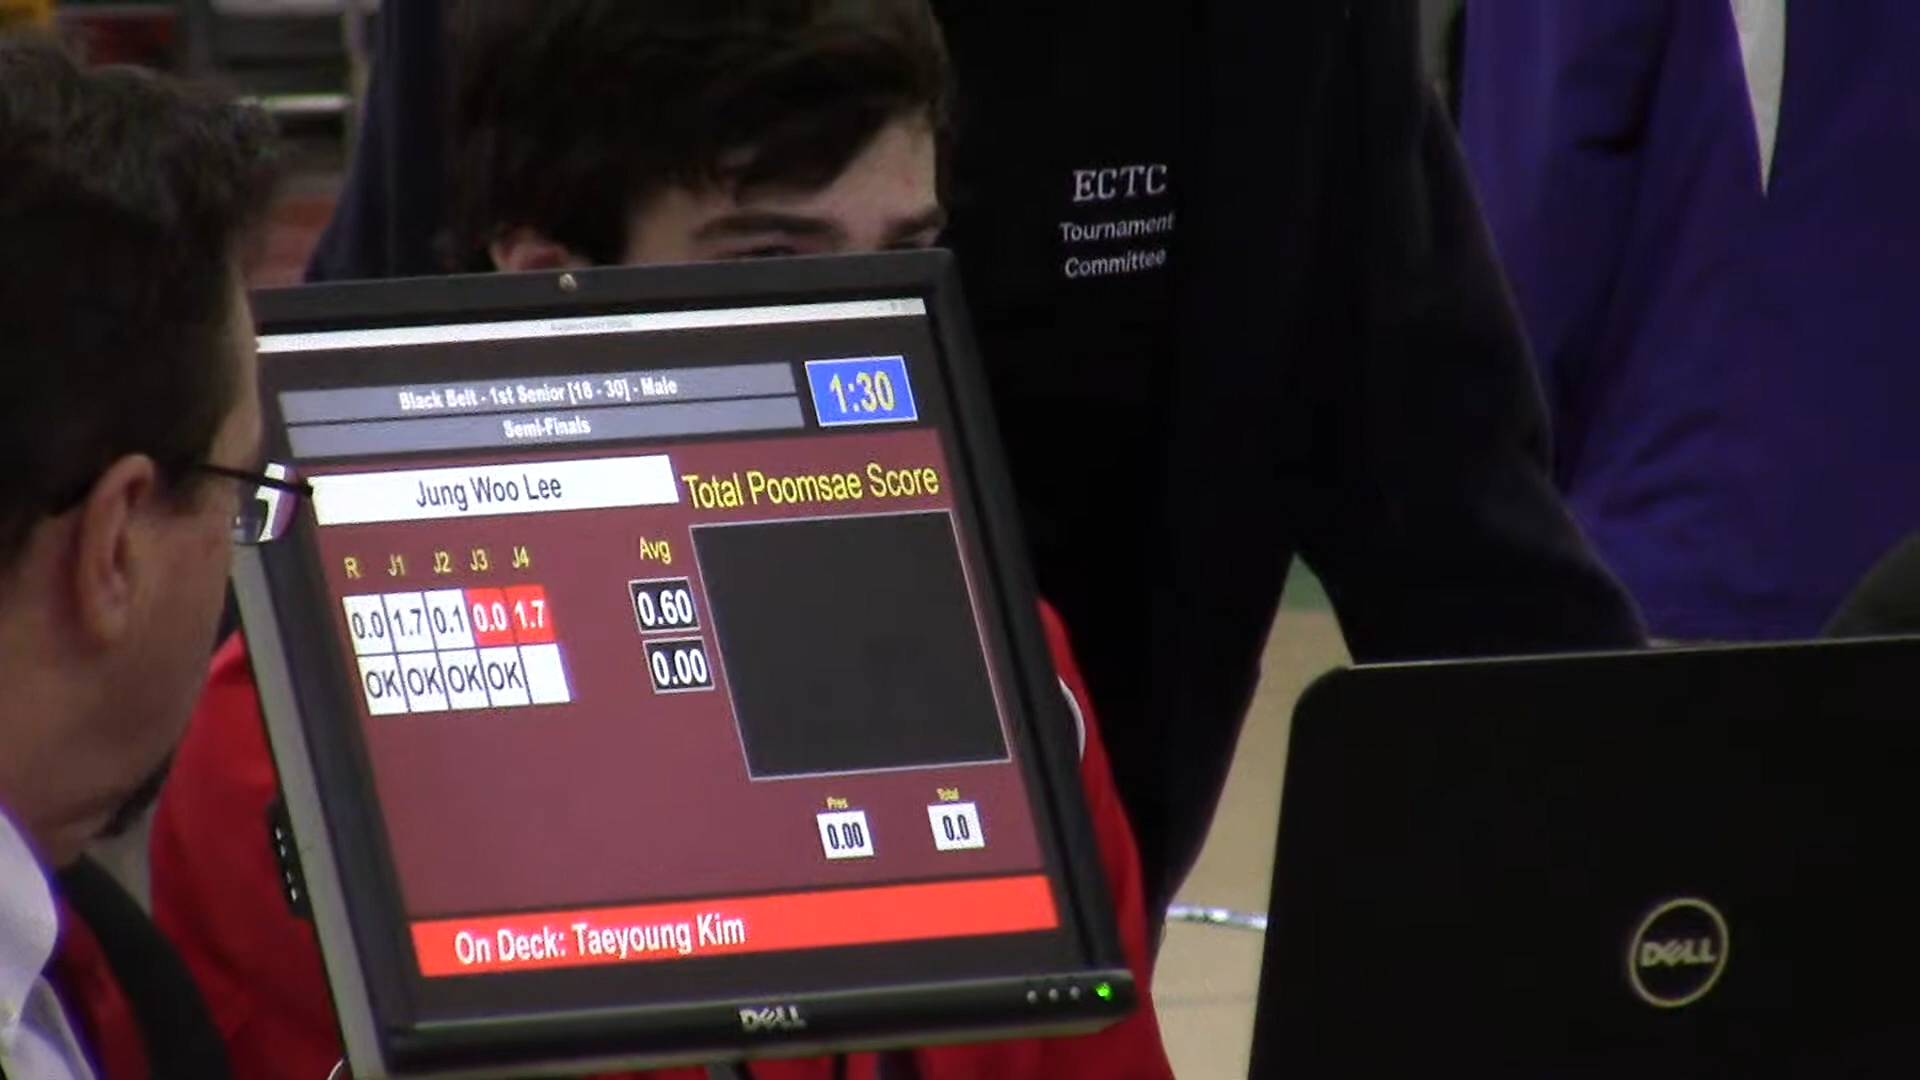 ECTC
Tournament
Committee
Black Belt - 1st Senior [18 - 30] - Male
1:30
Semi-Finals
Jung Woo Lee
Total Poomsae Score
R J1 J2 J3 J4
Avg
0.0 1.7 0.1 0.0 1.7
0.60
OK OK OK OK
0.00
Pres
Total
0.00
0.0
On Deck: Taeyoung Kim
DELL
DELL